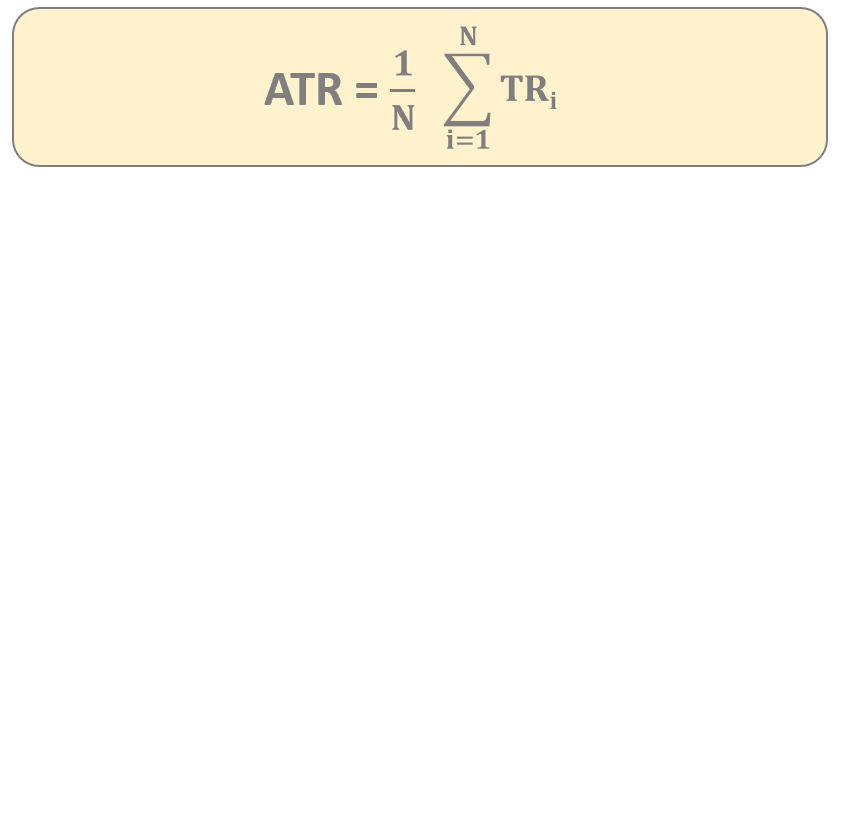 ATR = 1/N ∑_{i=1}^{N} TR_i